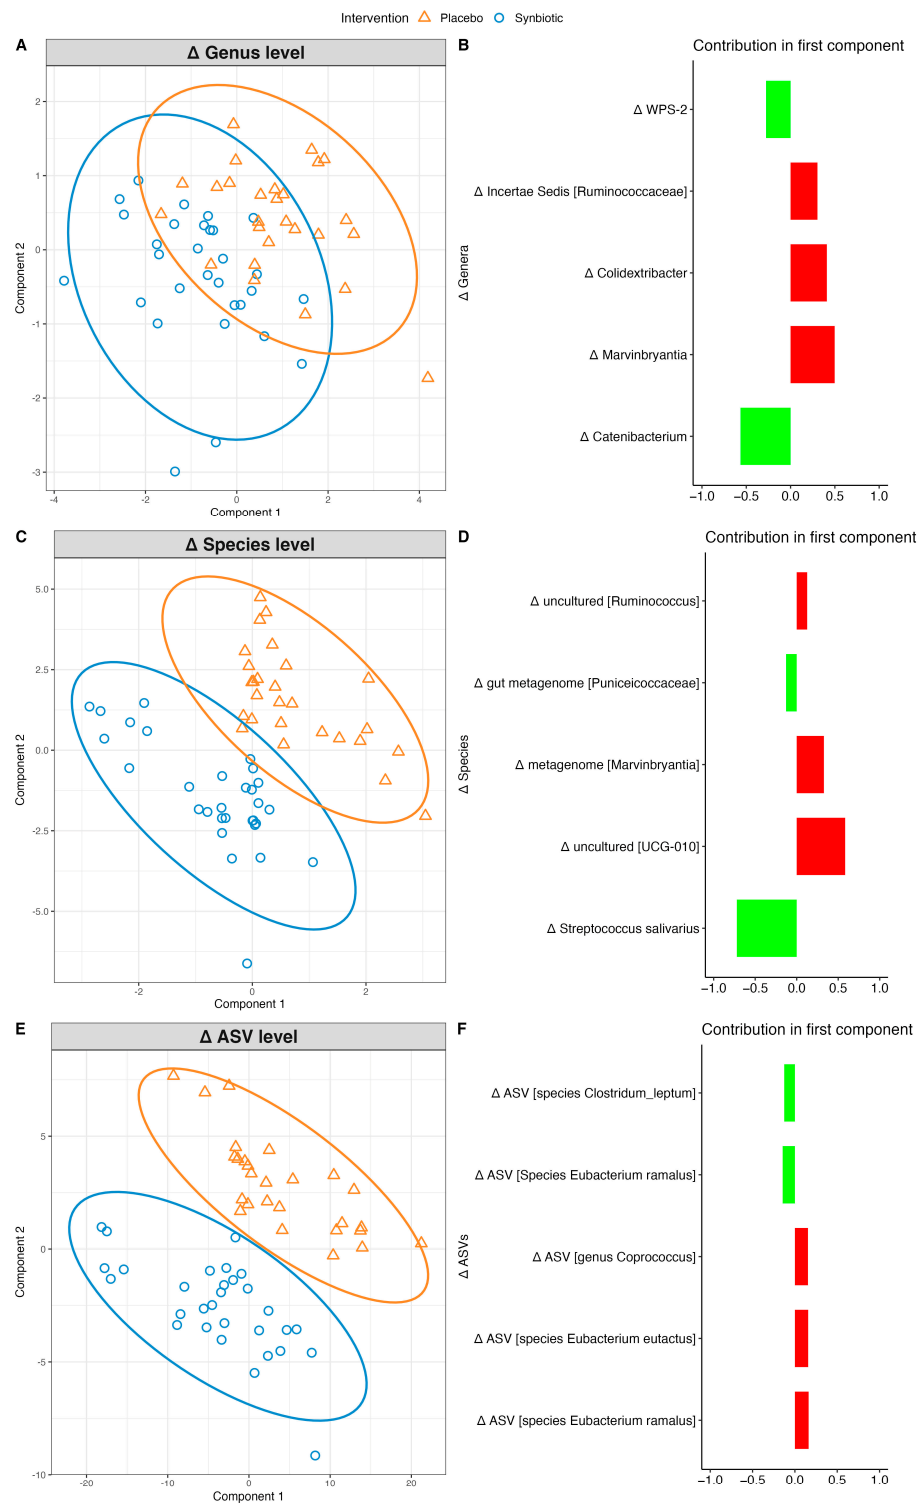 Intervention Placebo Synbiotic
A
Δ Genus level
Component 2
2
1
0
-1
-2
-3
-4 -2 0 2 4
Component 1
B
Contribution in first component
Δ Genera
Δ WPS-2
Δ Incertae Sedis [Ruminococcaceae]
Δ Colidextribacter
Δ Marvinbryantia
Δ Catenibacterium
−1.0 −0.5 0.0 0.5 1.0
C
Δ Species level
Component 2
5.0
2.5
0.0
-2.5
-5.0
-2 0 2
Component 1
D
Contribution in first component
Δ Species
Δ uncultured [Ruminococcus]
Δ gut metagenome [Puniceicoccaceae]
Δ metagenome [Marvinbryantia]
Δ uncultured [UCG-010]
Δ Streptococcus salivarius
−1.0 −0.5 0.0 0.5 1.0
E
Δ ASV level
Component 2
5
0
-5
-10
-20 -10 0 10 20
Component 1
F
Contribution in first component
Δ ASVs
Δ ASV [species Clostridum_leptum]
Δ ASV [Species Eubacterium ramalus]
Δ ASV [genus Coprococcus]
Δ ASV [species Eubacterium eutactus]
Δ ASV [species Eubacterium ramalus]
−1.0 −0.5 0.0 0.5 1.0